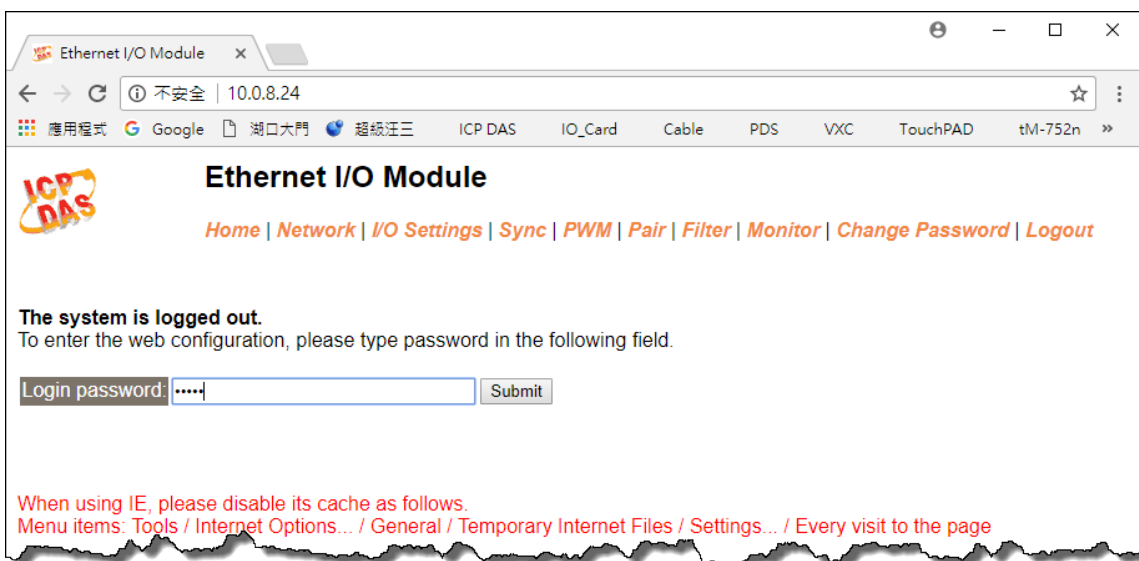 Ethernet I/O Module
不安全 | 10.0.8.24
應用程式 Google 湖口大門 超級汪三 ICP DAS IO_Card Cable PDS VXC TouchPAD tM-752n »
ICP DAS
Ethernet I/O Module
Home | Network | I/O Settings | Sync | PWM | Pair | Filter | Monitor | Change Password | Logout
The system is logged out.
To enter the web configuration, please type password in the following field.
Login password: ••••• Submit
When using IE, please disable its cache as follows.
Menu items: Tools / Internet Options... / General / Temporary Internet Files / Settings... / Every visit to the page